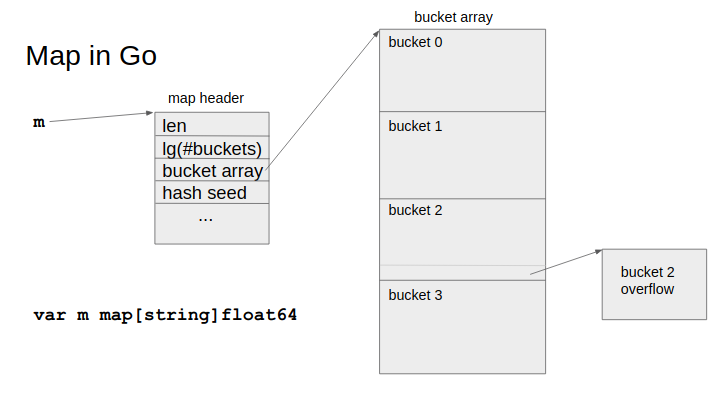 Map in Go
m
map header
len
lg(#buckets)
bucket array
hash seed
...
var m map[string]float64
bucket array
bucket 0
bucket 1
bucket 2
bucket 3
bucket 2
overflow